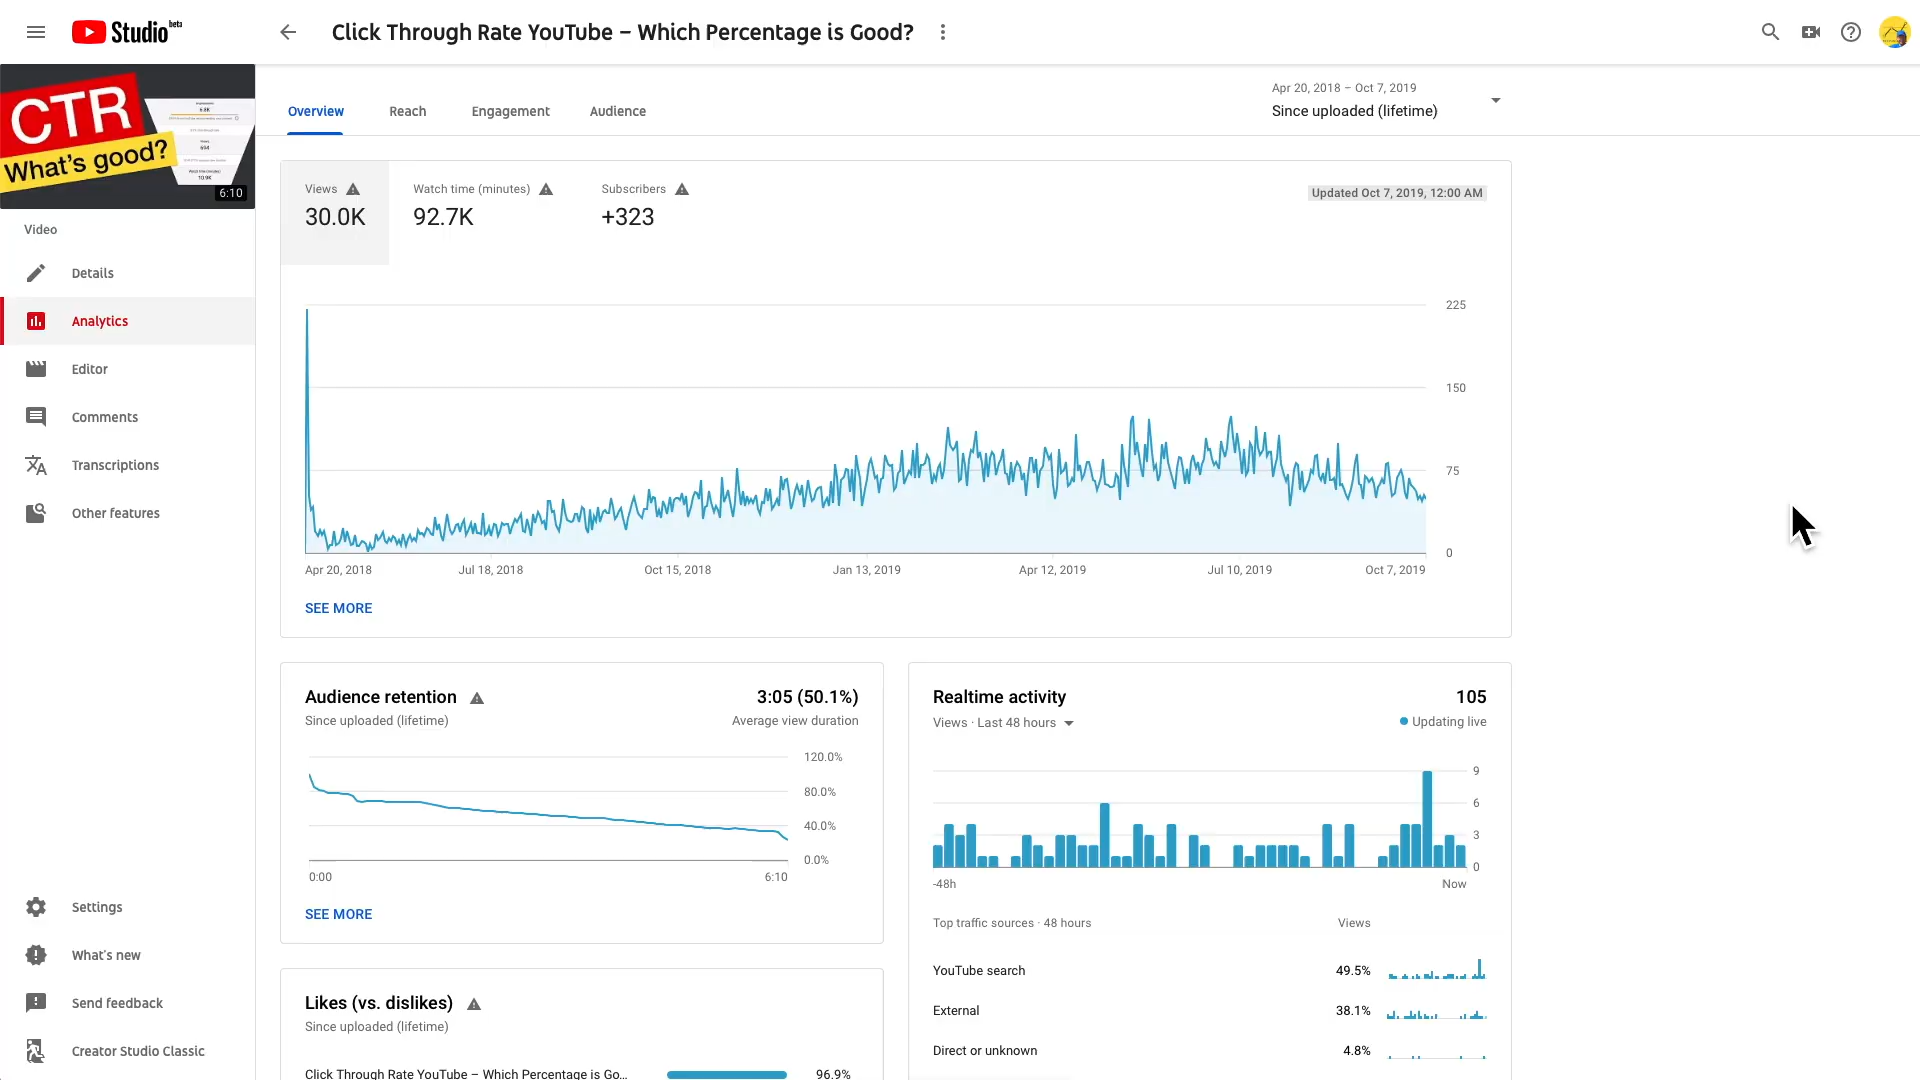 Studio beta
Click Through Rate YouTube – Which Percentage is Good?
CTR
What's good?
6:10
Video
Details
Analytics
Editor
Comments
Transcriptions
Other features
Settings
What's new
Send feedback
Creator Studio Classic
Overview
Reach
Engagement
Audience
Apr 20, 2018 – Oct 7, 2019
Since uploaded (lifetime)
Views
30.0K
Watch time (minutes)
92.7K
Subscribers
+323
Updated Oct 7, 2019, 12:00 AM
225
150
75
0
Apr 20, 2018
Jul 18, 2018
Oct 15, 2018
Jan 13, 2019
Apr 12, 2019
Jul 10, 2019
Oct 7, 2019
SEE MORE
Audience retention
3:05 (50.1%)
Since uploaded (lifetime)
Average view duration
120.0%
80.0%
40.0%
0.0%
0:00
6:10
SEE MORE
Likes (vs. dislikes)
Since uploaded (lifetime)
Click Through Rate YouTube – Which Percentage is Go...
96.9%
Realtime activity
105
Views · Last 48 hours
Updating live
9
6
3
0
-48h
Now
Top traffic sources · 48 hours
Views
YouTube search
49.5%
External
38.1%
Direct or unknown
4.8%